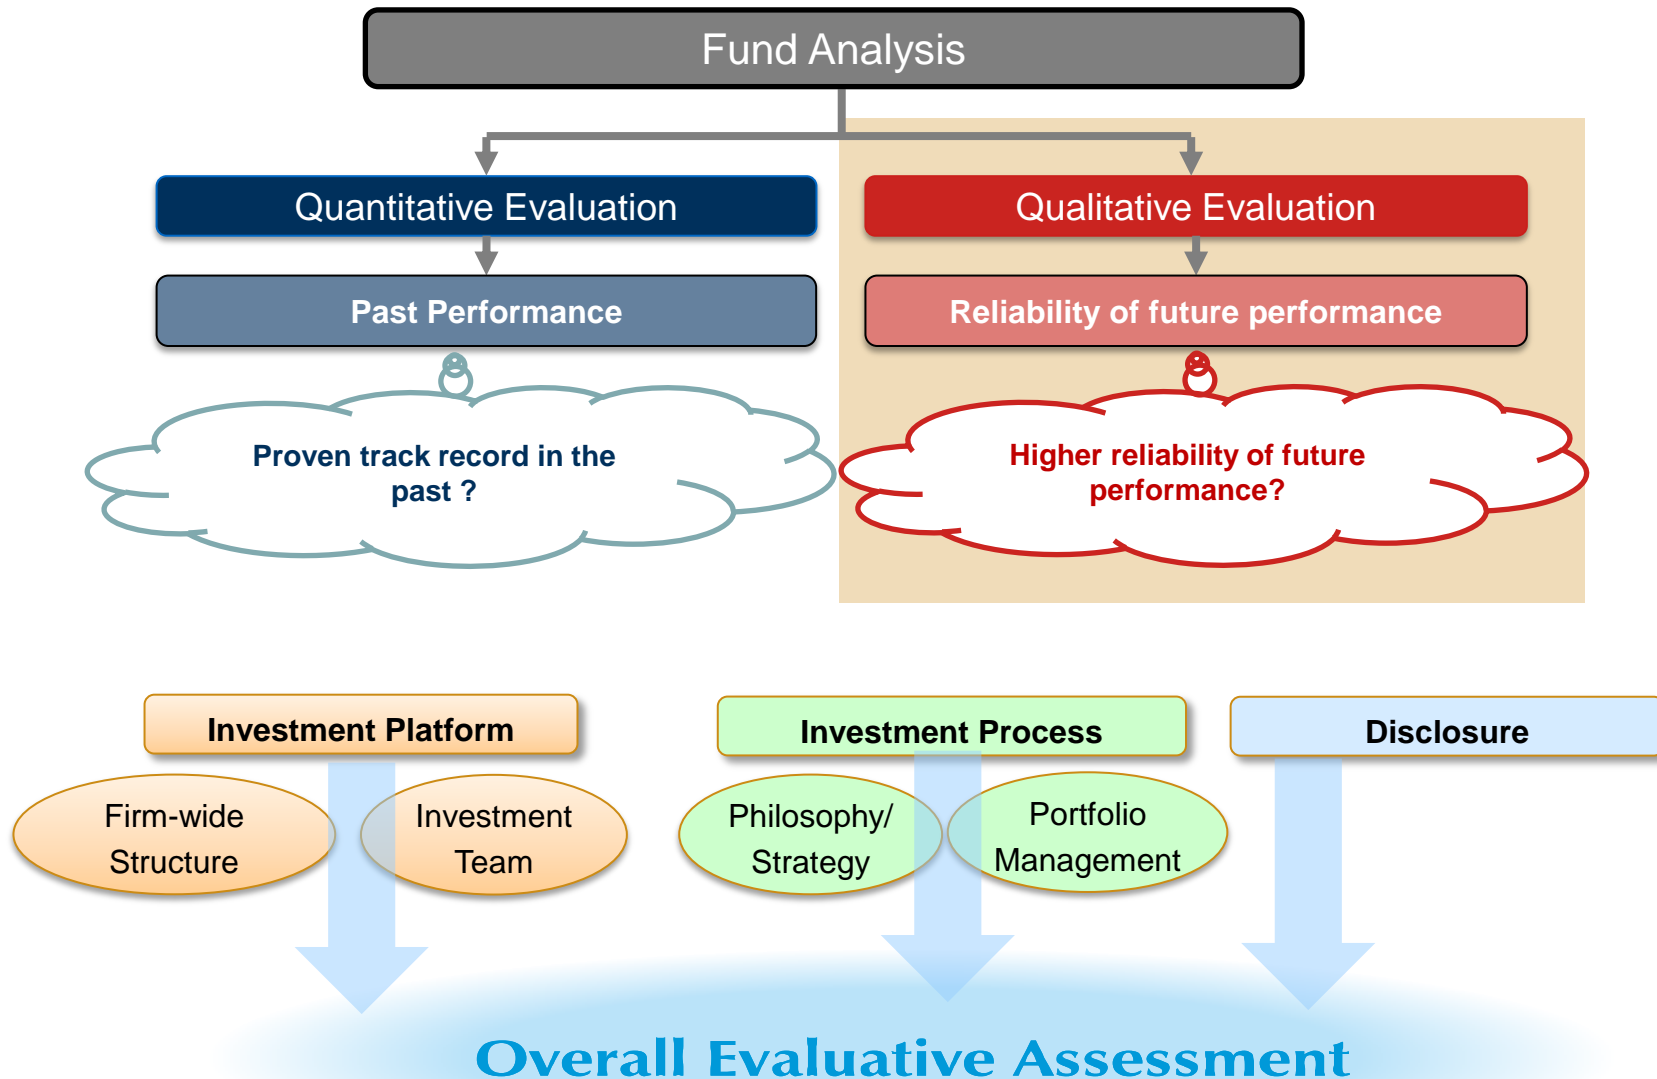 Fund Analysis
Quantitative Evaluation
Qualitative Evaluation
Past Performance
Reliability of future performance
Proven track record in the
past ?
Higher reliability of future
performance?
Investment Platform
Investment Process
Disclosure
Firm-wide
Structure
Investment
Team
Philosophy/
Strategy
Portfolio
Management
Overall Evaluative Assessment